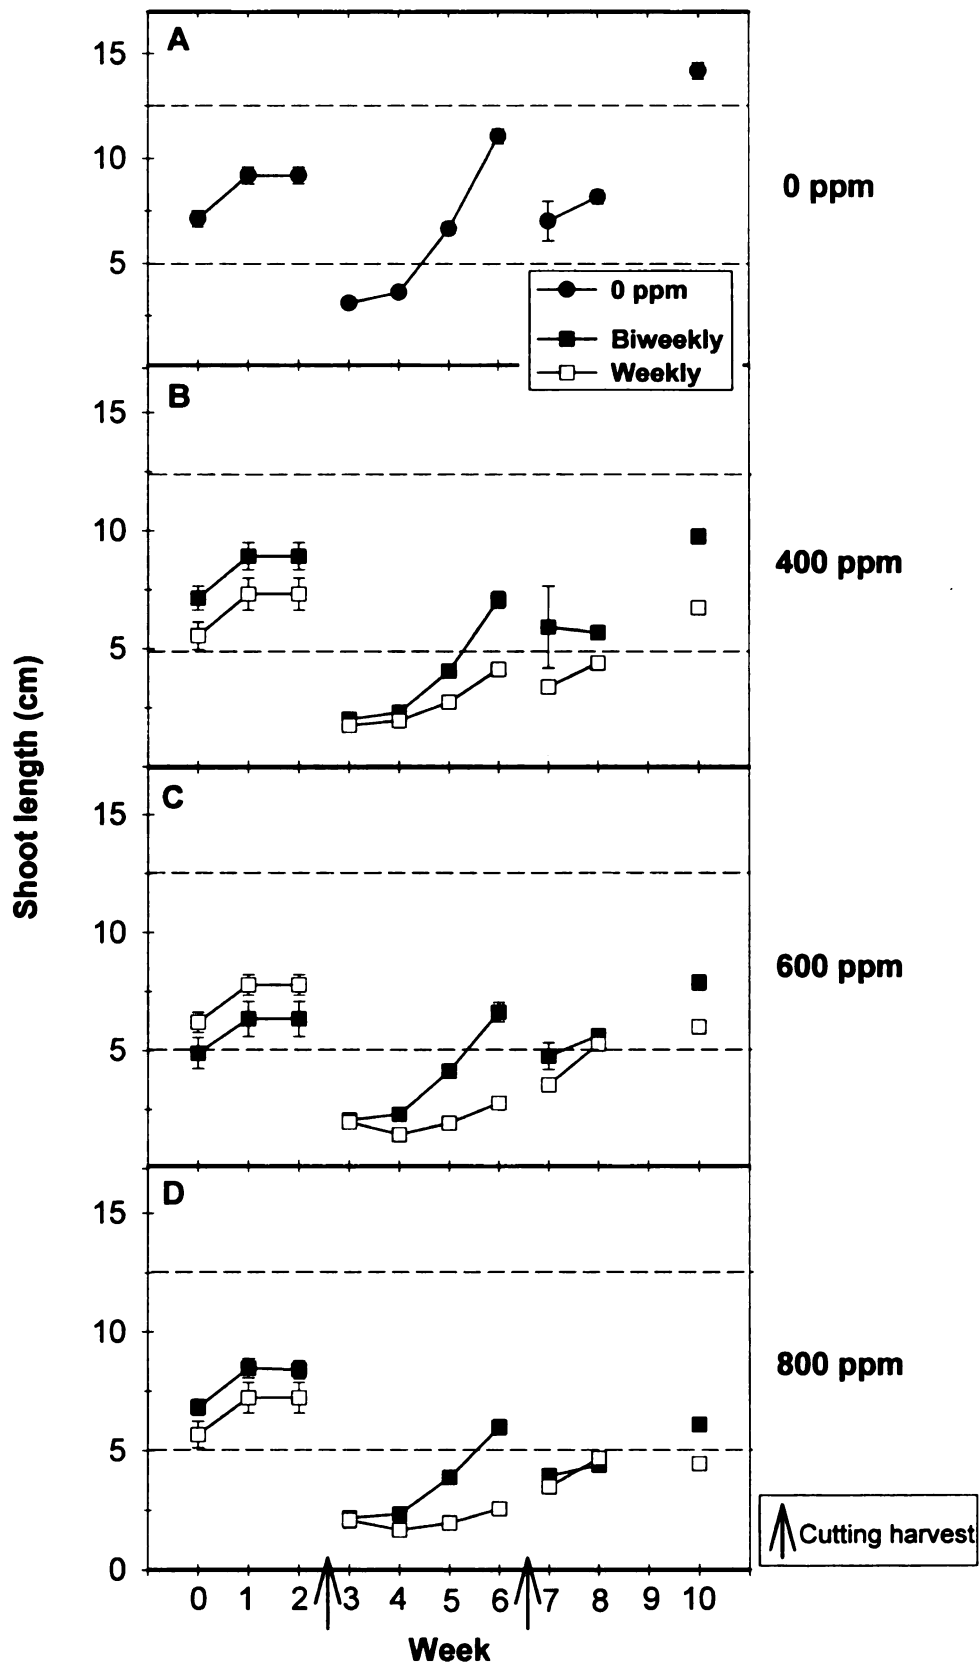 A
15
10
5
0 ppm
0 ppm
Biweekly
Weekly
B
15
10
5
400 ppm
Shoot length (cm)
C
15
10
5
600 ppm
D
15
10
5
0
800 ppm
Cutting harvest
0 1 2 3 4 5 6 7 8 9 10
Week